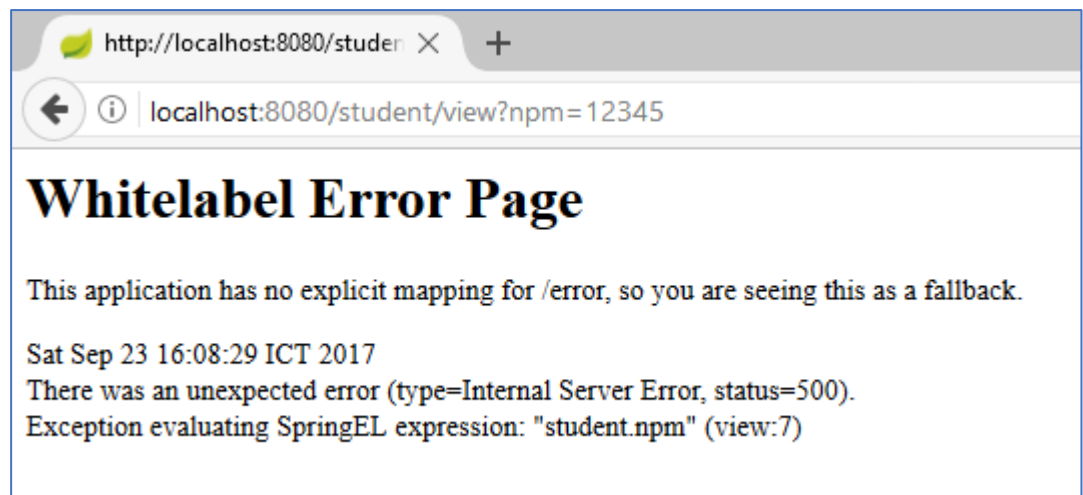 http://localhost:8080/studen
localhost:8080/student/view?npm=12345
Whitelabel Error Page
This application has no explicit mapping for /error, so you are seeing this as a fallback.
Sat Sep 23 16:08:29 ICT 2017
There was an unexpected error (type=Internal Server Error, status=500).
Exception evaluating SpringEL expression: "student.npm" (view:7)